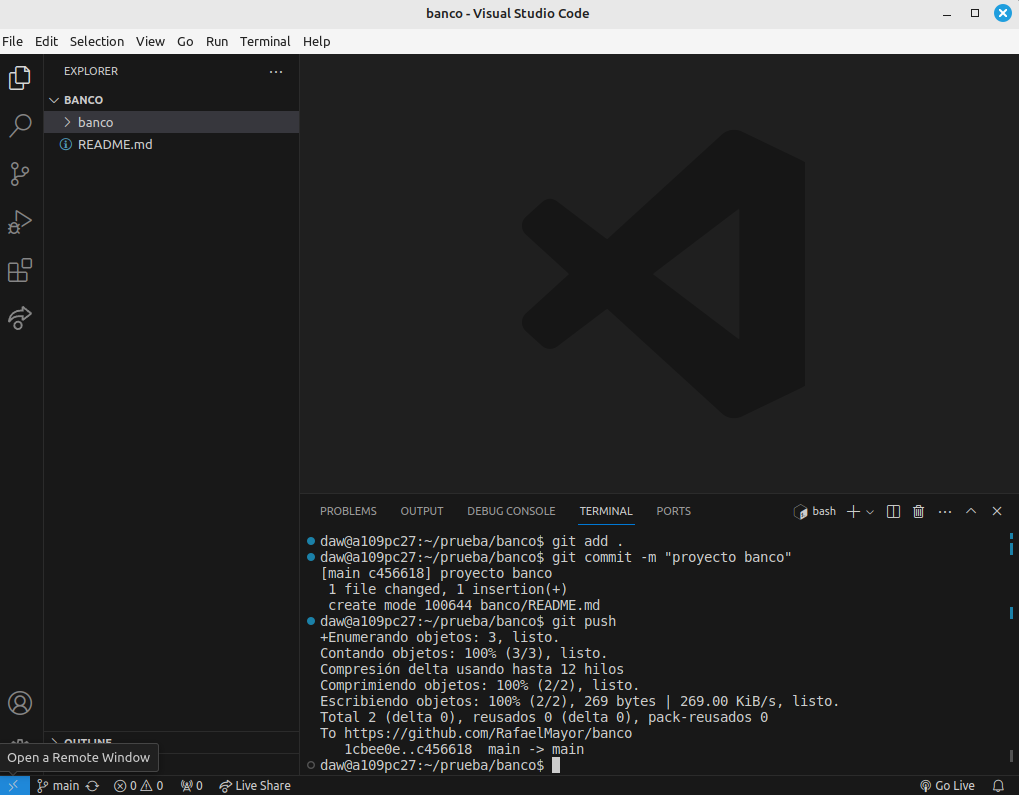 banco - Visual Studio Code
File Edit Selection View Go Run Terminal Help
EXPLORER
BANCO
banco
README.md
PROBLEMS OUTPUT DEBUG CONSOLE TERMINAL PORTS
bash
daw@a109pc27:~/prueba/banco$ git add .
daw@a109pc27:~/prueba/banco$ git commit -m "proyecto banco"
[main c456618] proyecto banco
1 file changed, 1 insertion(+)
create mode 100644 banco/README.md
daw@a109pc27:~/prueba/banco$ git push
+Enumerando objetos: 3, listo.
Contando objetos: 100% (3/3), listo.
Compresión delta usando hasta 12 hilos
Comprimiendo objetos: 100% (2/2), listo.
Escribiendo objetos: 100% (2/2), 269 bytes | 269.00 KiB/s, listo.
Total 2 (delta 0), reusados 0 (delta 0), pack-reusados 0
To https://github.com/RafaelMayor/banco
1cbee0e..c456618 main -> main
daw@a109pc27:~/prueba/banco$
OUTLINE
Open a Remote Window
main 0 0 0 Live Share Go Live